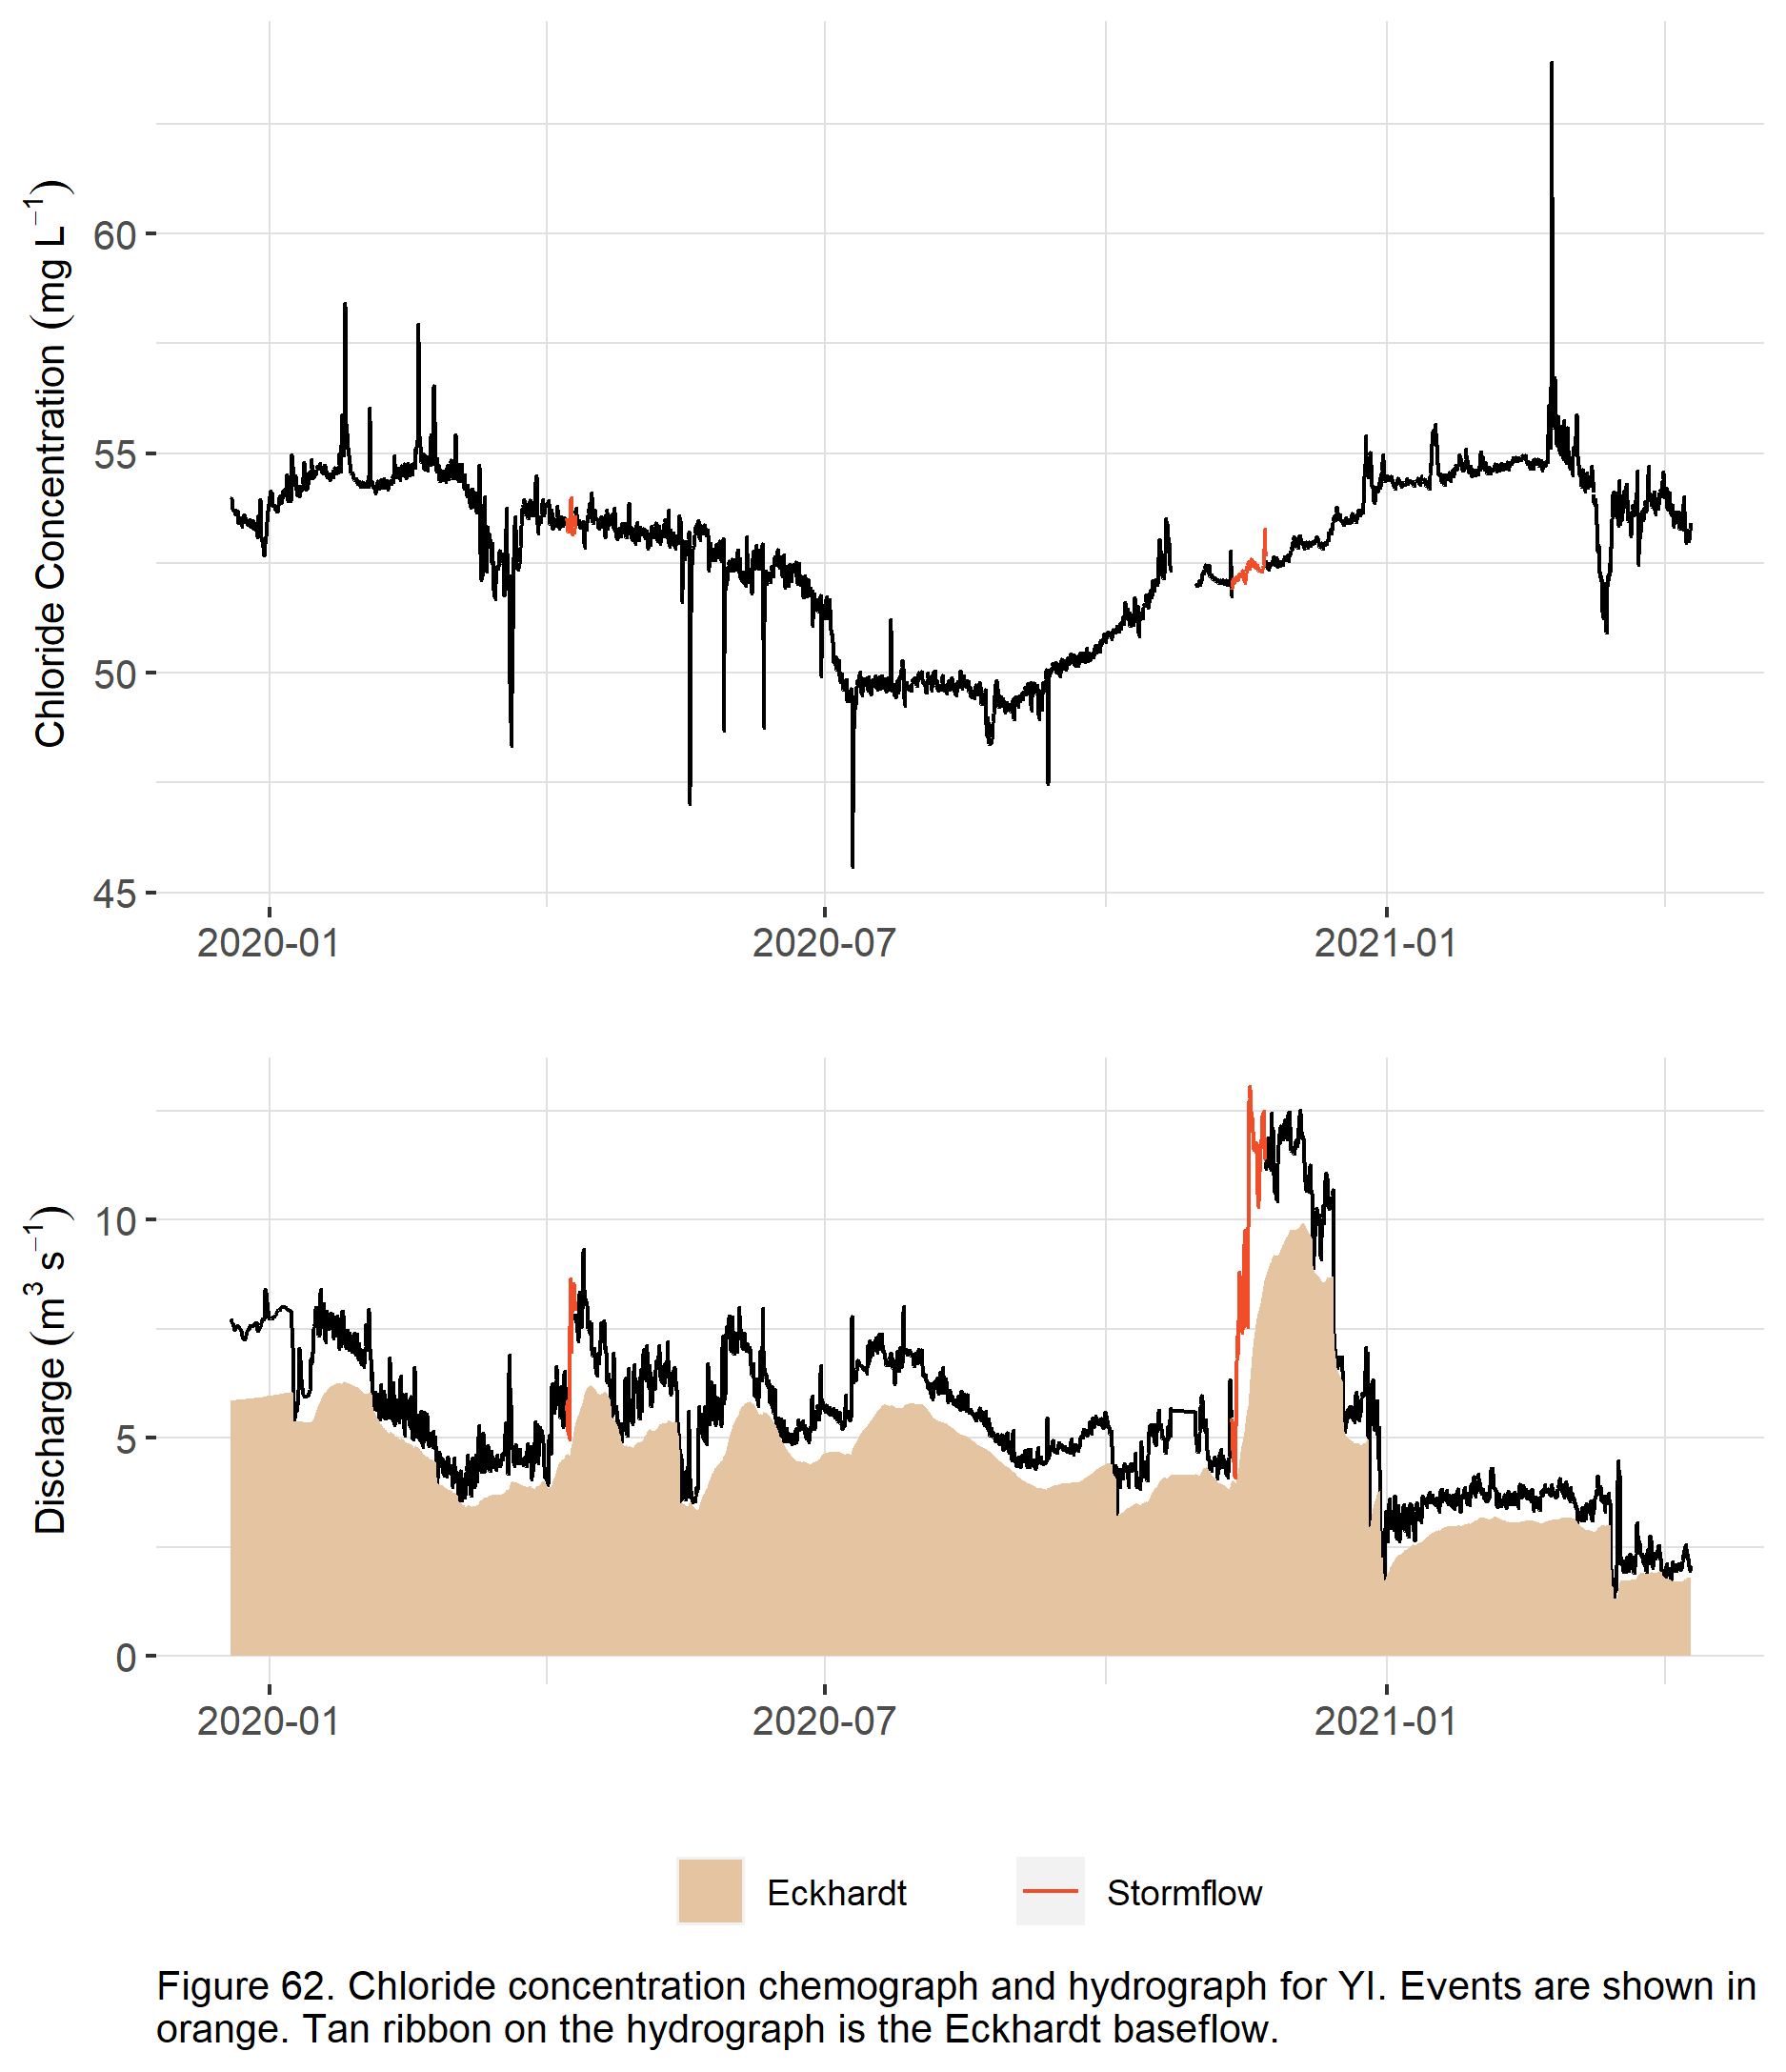 Chloride Concentration (mg L⁻¹)
60
55
50
45
2020-01 2020-07 2021-01
Discharge (m³ s⁻¹)
10
5
0
2020-01 2020-07 2021-01
Eckhardt Stormflow
Figure 62. Chloride concentration chemograph and hydrograph for YI. Events are shown in
orange. Tan ribbon on the hydrograph is the Eckhardt baseflow.